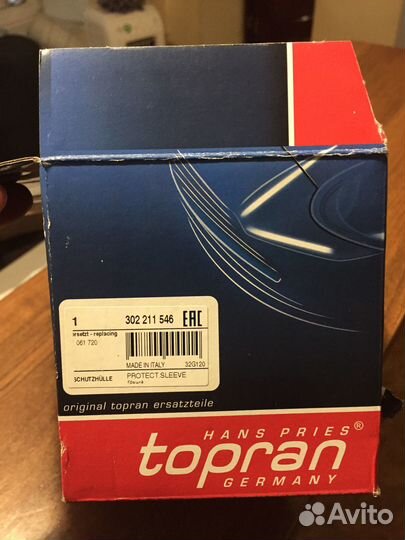 1 302 211 546 EAC
ersetzt - replacing
061 720
MADE IN ITALY 32G120
SCHUTZHÜLLE PROTECT.SLEEVE
original topran ersatzteile
HANS PRIES
topran®
GERMANY
Avito